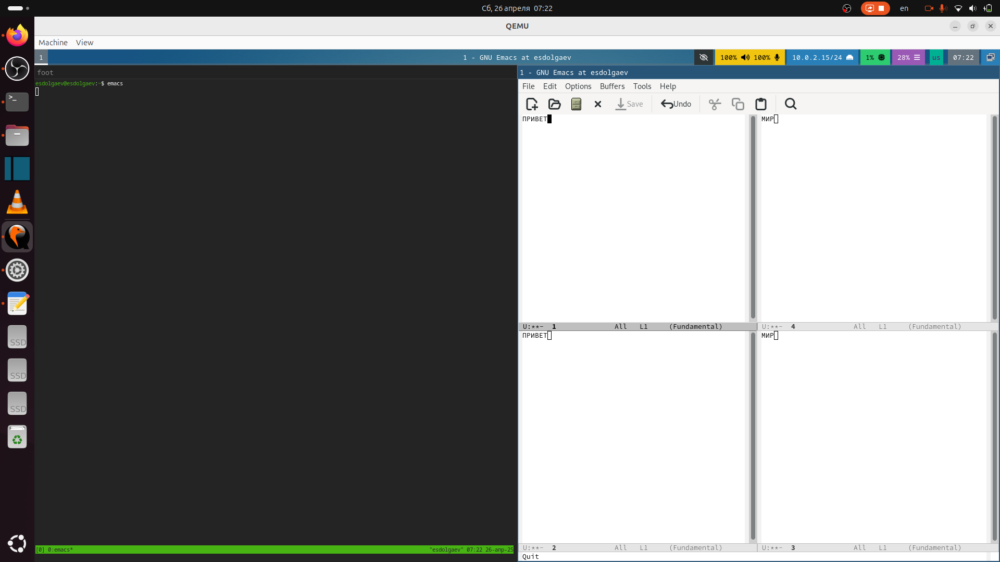 Сб, 26 апреля 07:22
en
QEMU
Machine View
1
1 - GNU Emacs at esdolgaev
100% 100%
10.0.2.15/24
1%
28%
us
07:22
foot
esdolgaev@esdolgaev:~$ emacs
1 - GNU Emacs at esdolgaev
File Edit Options Buffers Tools Help
Save Undo
ПРИВЕТ
МИР
U:**- 1 All L1 (Fundamental)
U:**- 4 All L1 (Fundamental)
ПРИВЕТ
МИР
U:**- 2 All L1 (Fundamental)
U:**- 3 All L1 (Fundamental)
Quit
[0] 0:emacs*
"esdolgaev" 07:22 26-апр-25
>_
SSD
SSD
SSD